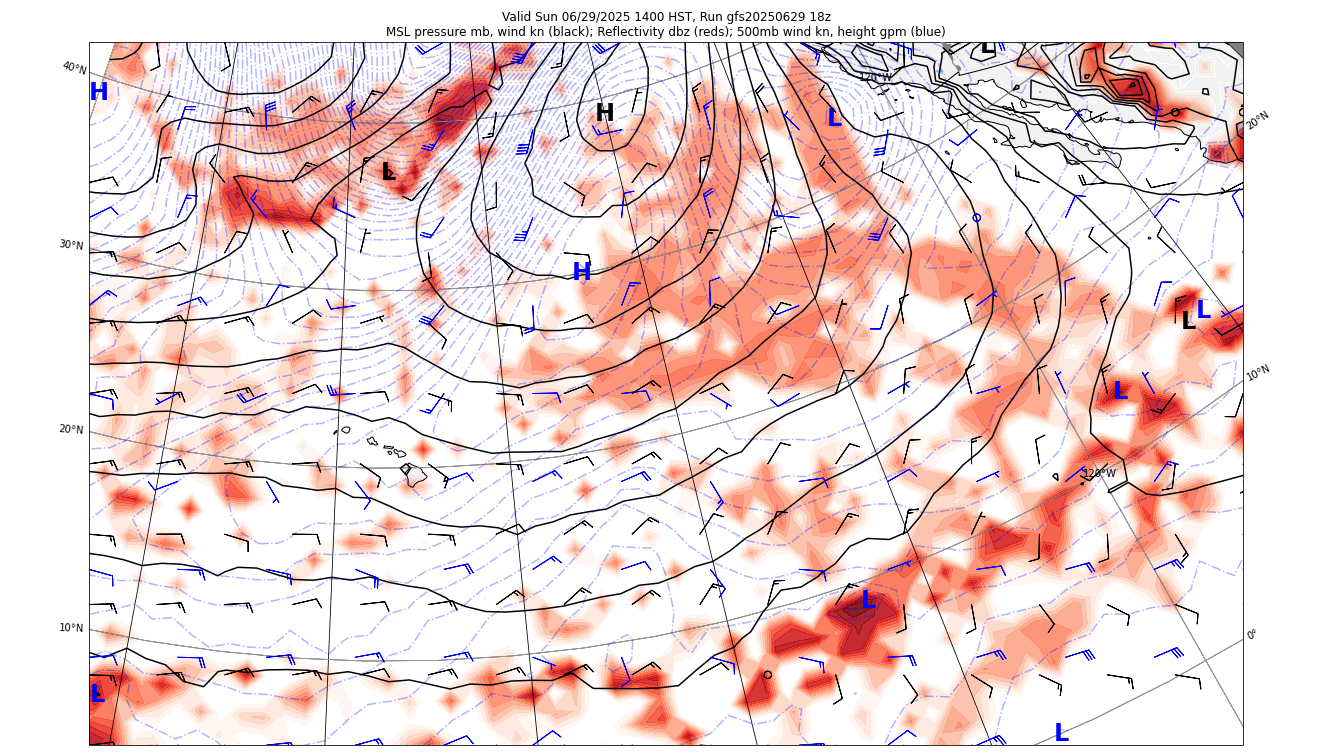 Valid Sun 06/29/2025 1400 HST, Run gfs20250629 18z
MSL pressure mb, wind kn (black); Reflectivity dbz (reds); 500mb wind kn, height gpm (blue)
L
40°N
120°W
H
H
L
20°N
L
30°N
H
L
L
10°N
L
20°N
120°W
L
10°N
0°
L
L